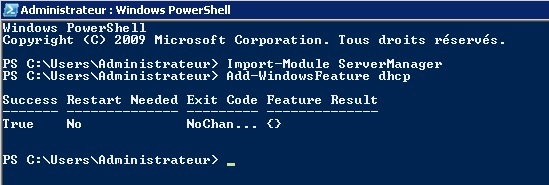 Administrateur : Windows PowerShell
Windows PowerShell
Copyright (C) 2009 Microsoft Corporation. Tous droits réservés.
PS C:\Users\Administrateur> Import-Module ServerManager
PS C:\Users\Administrateur> Add-WindowsFeature dhcp
Success Restart Needed Exit Code Feature Result
------- -------------- --------- --------------
True    No             NoChan... {}
PS C:\Users\Administrateur> _